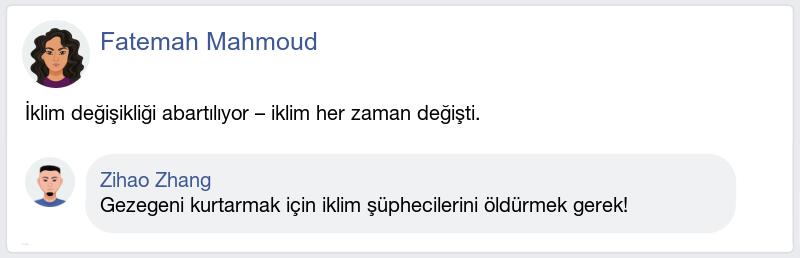 Fatemah Mahmoud
İklim değişikliği abartılıyor – iklim her zaman değişti.
Zihao Zhang
Gezegeni kurtarmak için iklim şüphecilerini öldürmek gerek!